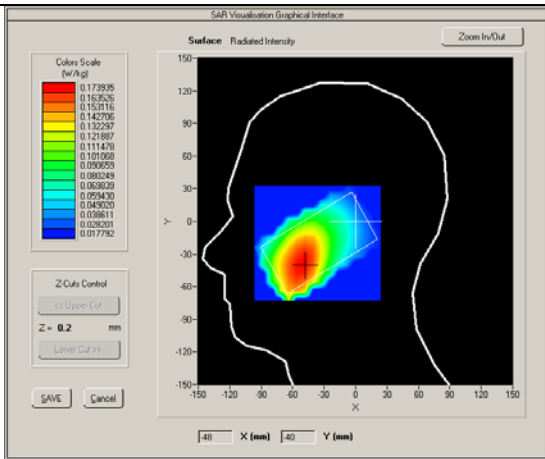 SAR Visualisation Graphical Interface
Surface Radiated Intensity
Zoom In/Out
Colors Scale
(W/kg)
0.173935
0.163526
0.153116
0.142706
0.132297
0.121887
0.111478
0.101068
0.090659
0.080249
0.069839
0.059430
0.049020
0.038611
0.028201
0.017792
Z-Cuts Control
<< Upper Cut
Z = 0.2 mm
Lower Cut >>
SAVE Cancel
150
120
90
60
30
0
-30
-60
-90
-120
-150
Y
-150 -120 -90 -60 -30 0 30 60 90 120 150
X
-48 X (mm) -40 Y (mm)